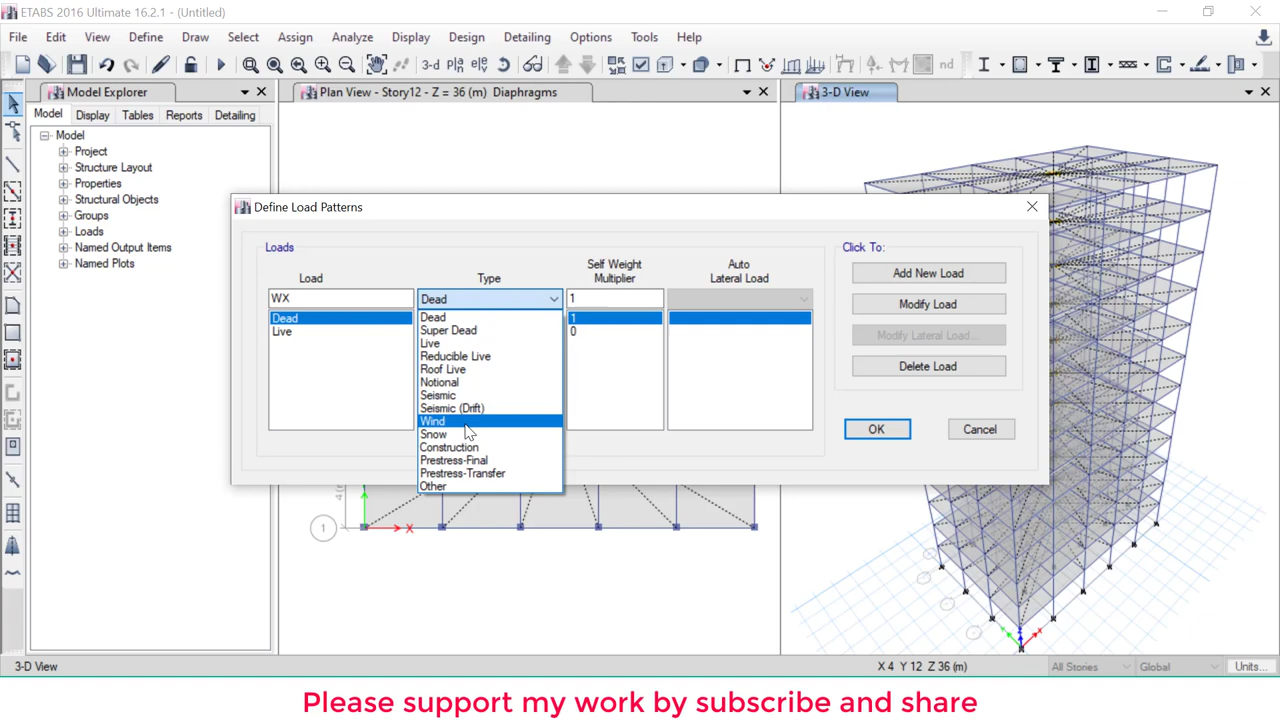 ETABS 2016 Ultimate 16.2.1 - (Untitled)
File Edit View Define Draw Select Assign Analyze Display Design Detailing Options Tools Help
3-d
nd
Model Explorer
Plan View - Story12 - Z = 36 (m) Diaphragms
3-D View
Model Display Tables Reports Detailing
Model
Project
Structure Layout
Properties
Structural Objects
Groups
Loads
Named Output Items
Named Plots
Define Load Patterns
Loads
Click To:
Load
Type
Self Weight
Multiplier
Auto
Lateral Load
WX
Dead
1
Dead
1
Live
0
Dead
Super Dead
Live
Reducible Live
Roof Live
Notional
Seismic
Seismic (Drift)
Wind
Snow
Construction
Prestress-Final
Prestress-Transfer
Other
Add New Load
Modify Load
Modify Lateral Load...
Delete Load
OK
Cancel
1
X
3-D View
X 4 Y 12 Z 36 (m)
All Stories
Global
Units...
Please support my work by subscribe and share